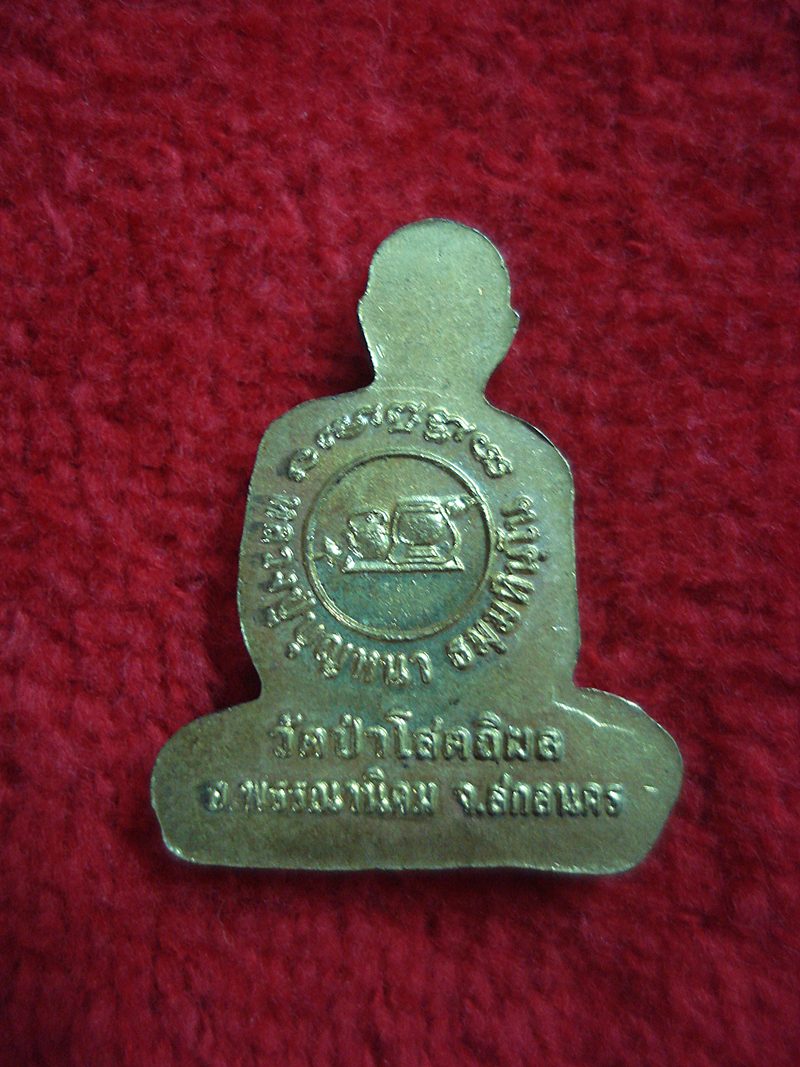 หลวงปู่บุญหนา ธมฺมทินฺโน
วัดป่าโสตถิผล
อ.พรรณานิคม จ.สกลนคร